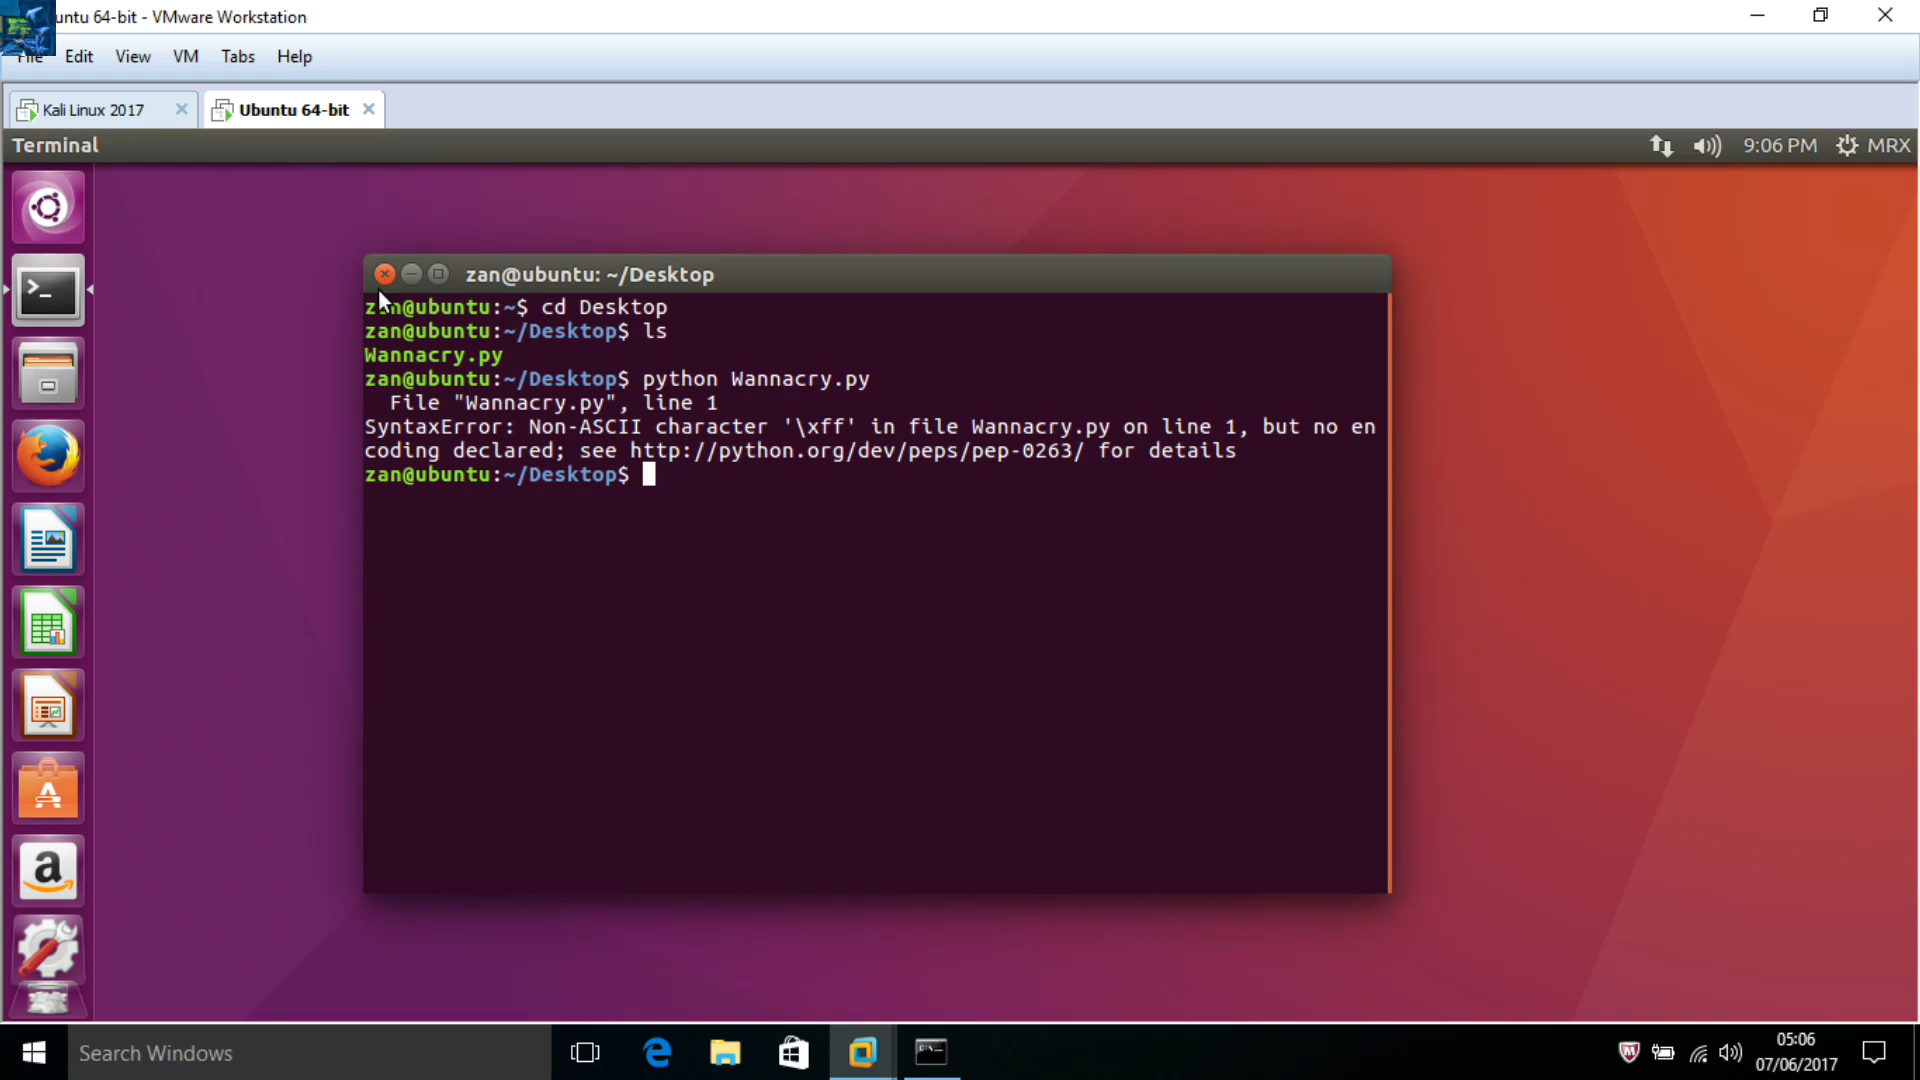 untu 64-bit - VMware Workstation
File Edit View VM Tabs Help
Kali Linux 2017 Ubuntu 64-bit
Terminal 9:06 PM MRX
zan@ubuntu: ~/Desktop
zan@ubuntu:~$ cd Desktop
zan@ubuntu:~/Desktop$ ls
Wannacry.py
zan@ubuntu:~/Desktop$ python Wannacry.py
File "Wannacry.py", line 1
SyntaxError: Non-ASCII character '\xff' in file Wannacry.py on line 1, but no en
coding declared; see http://python.org/dev/peps/pep-0263/ for details
zan@ubuntu:~/Desktop$
Search Windows
05:06
07/06/2017